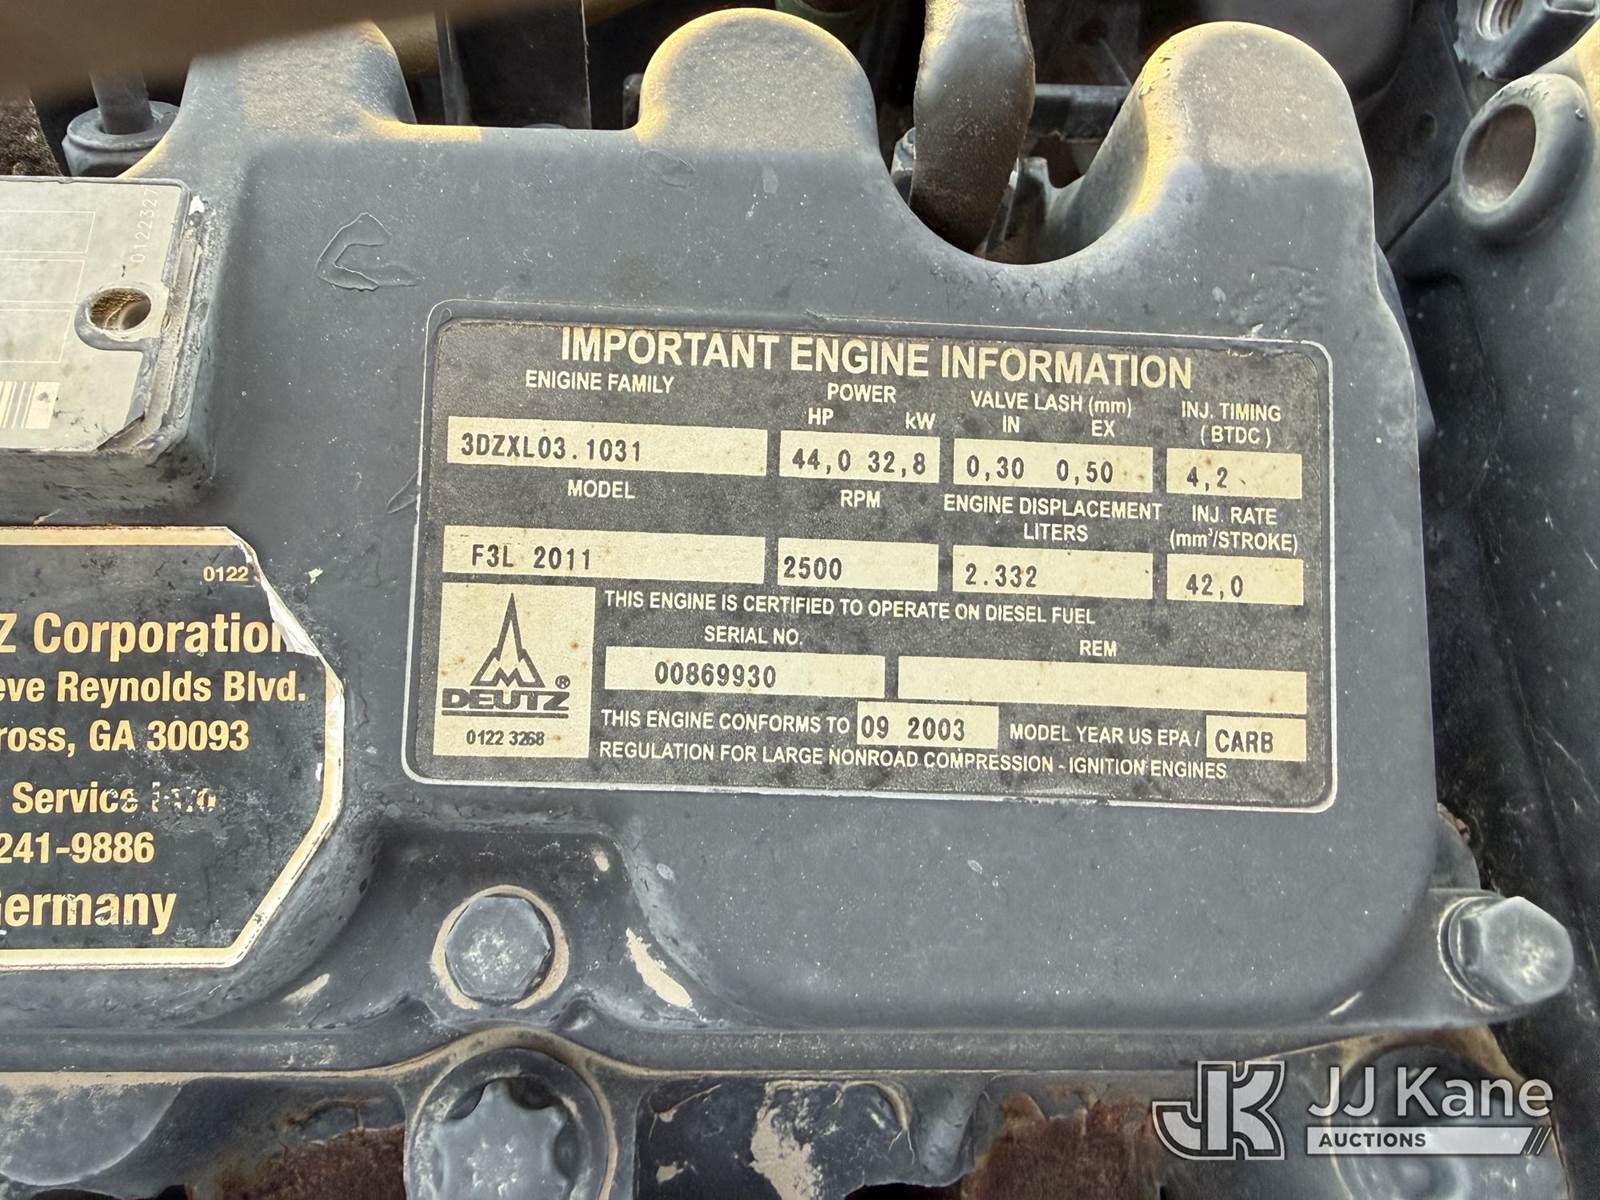 0122327
IMPORTANT ENGINE INFORMATION
ENIGINE FAMILY
POWER
HP kW
VALVE LASH (mm)
IN EX
INJ. TIMING
( BTDC )
3DZXL03.1031
44,0 32,8
0,30 0,50
4,2
MODEL
RPM
ENGINE DISPLACEMENT
LITERS
INJ. RATE
(mm³/STROKE)
F3L 2011
2500
2.332
42,0
THIS ENGINE IS CERTIFIED TO OPERATE ON DIESEL FUEL
SERIAL NO.
REM
00869930
DEUTZ®
0122 3268
THIS ENGINE CONFORMS TO 09 2003 MODEL YEAR US EPA / CARB
REGULATION FOR LARGE NONROAD COMPRESSION - IGNITION ENGINES
0122
Z Corporation
eve Reynolds Blvd.
ross, GA 30093
Service
241-9886
Germany
JK JJ Kane
AUCTIONS